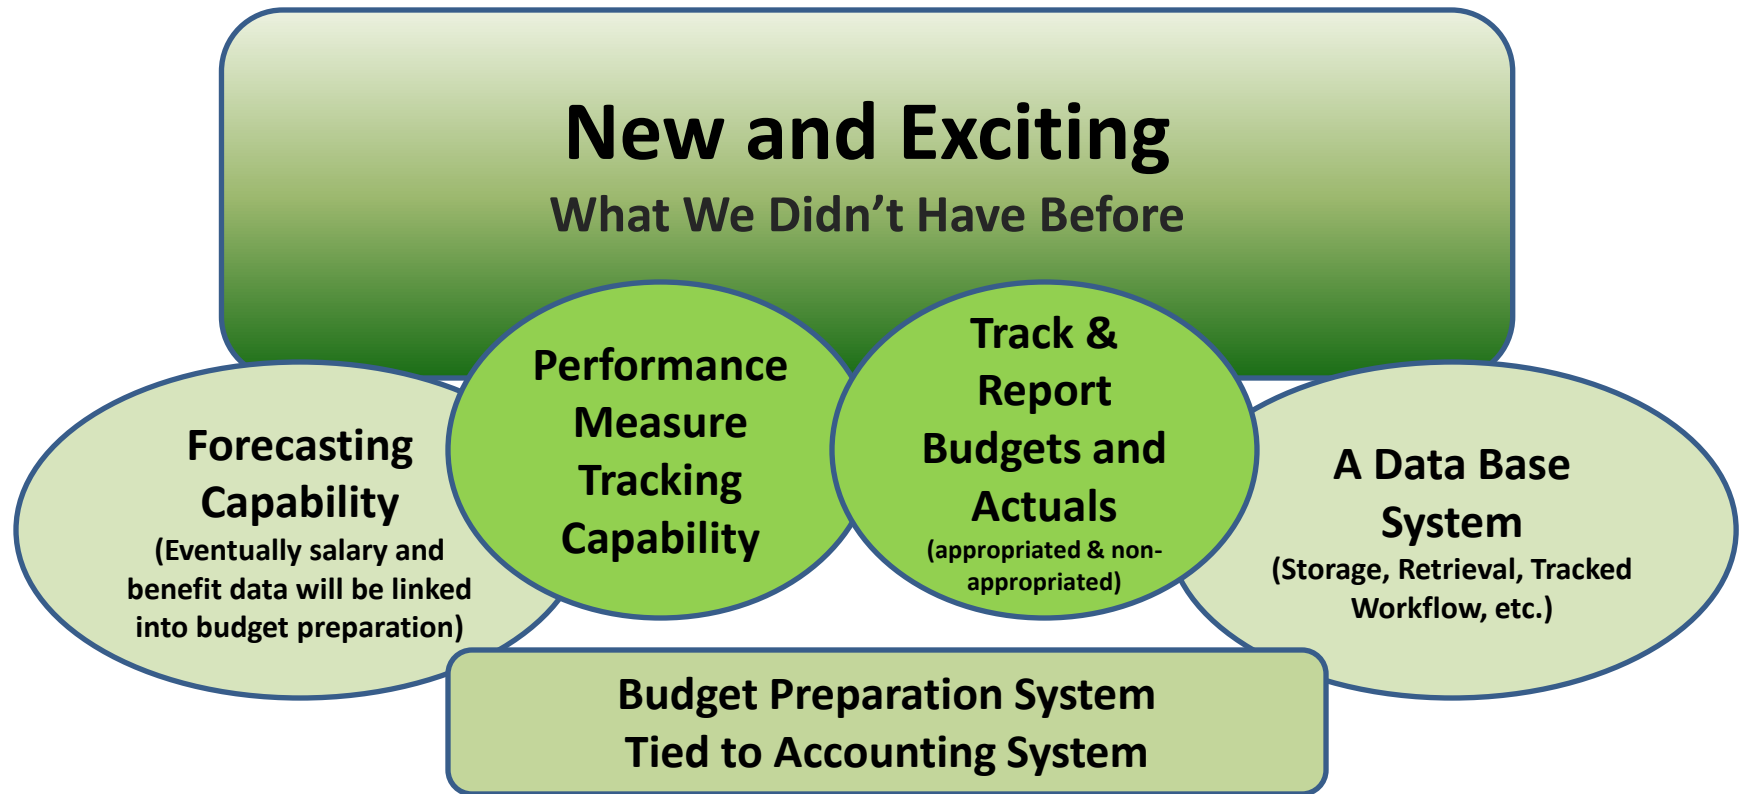 New and Exciting
What We Didn’t Have Before
Forecasting
Capability
(Eventually salary and
benefit data will be linked
into budget preparation)
Performance
Measure
Tracking
Capability
Track &
Report
Budgets and
Actuals
(appropriated & non-
appropriated)
A Data Base
System
(Storage, Retrieval, Tracked
Workflow, etc.)
Budget Preparation System
Tied to Accounting System